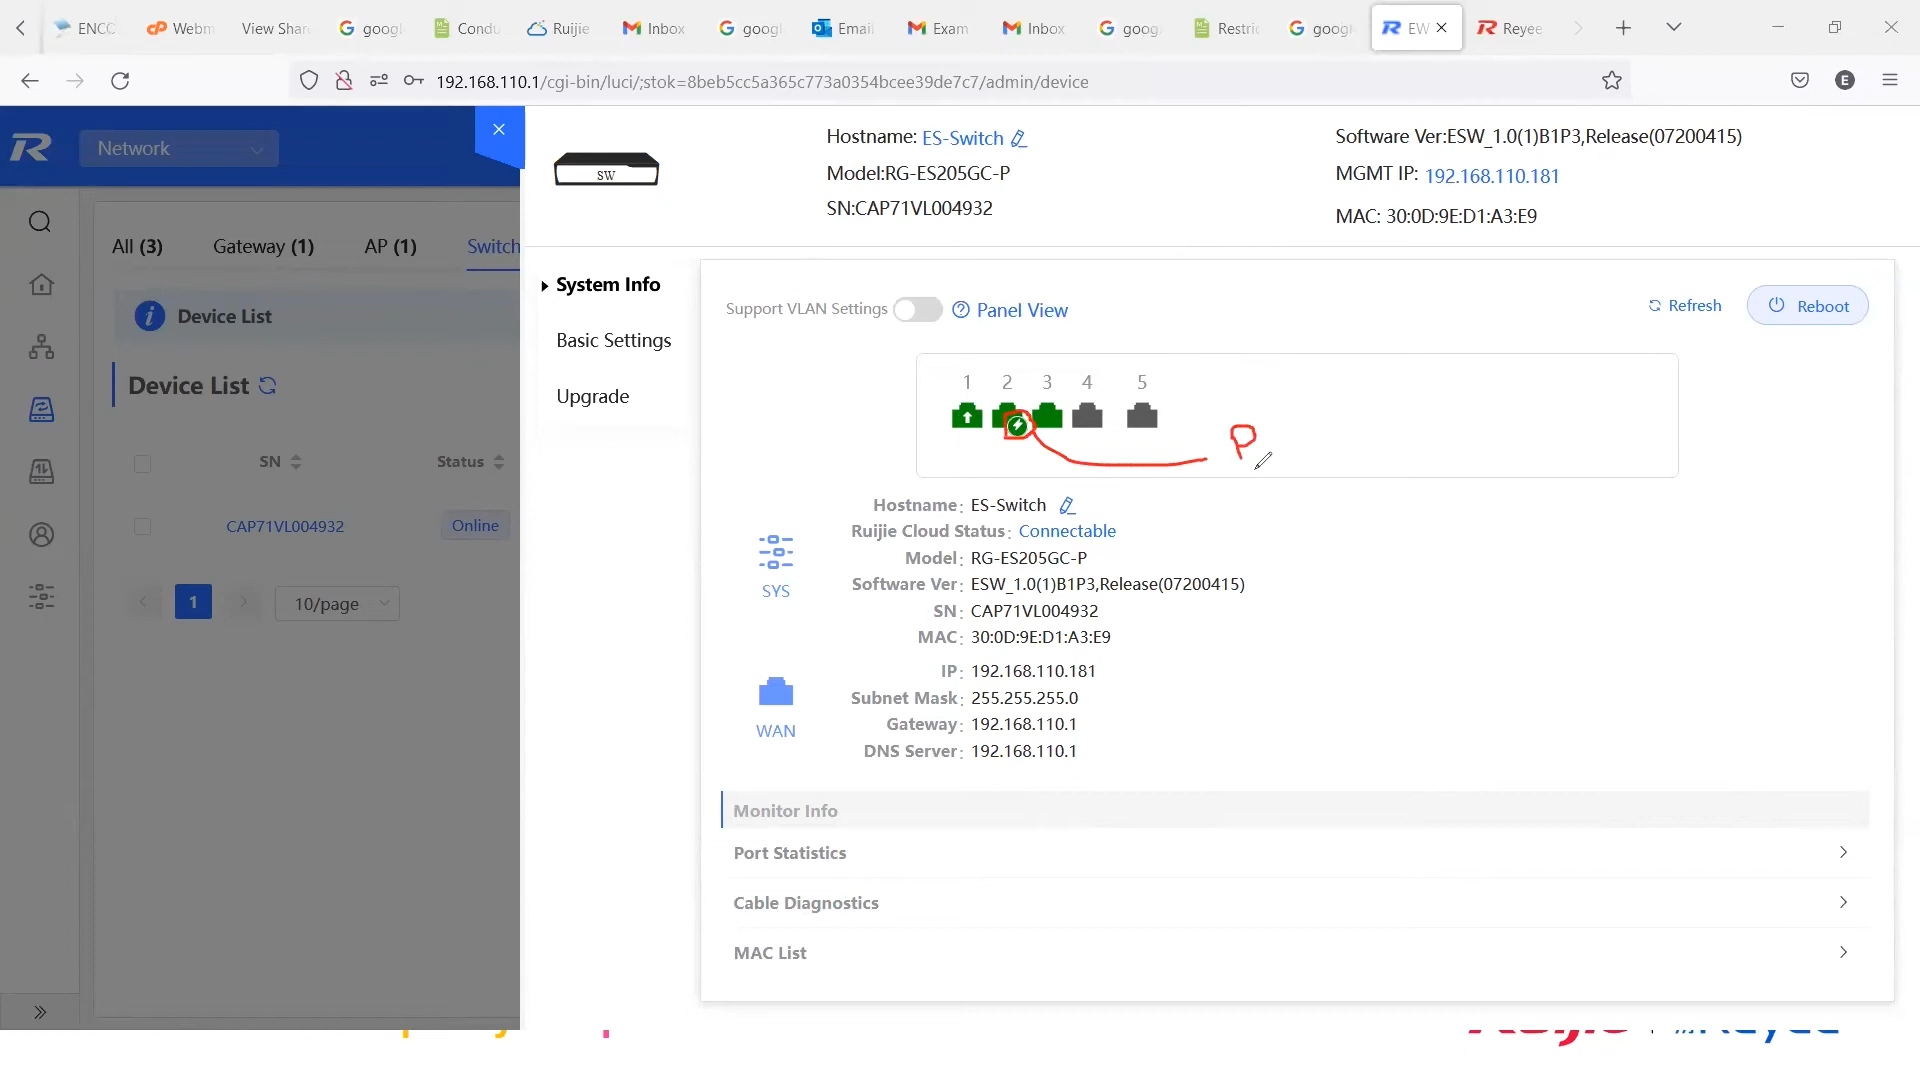 ENCO
Webm
View Shar
googl
Condu
Ruijie
Inbox
googl
Email
Exam
Inbox
goog
Restric
googl
EW
Reyee
192.168.110.1/cgi-bin/luci/;stok=8beb5cc5a365c773a0354bcee39de7c7/admin/device
E
Network
SW
Hostname: ES-Switch
Model:RG-ES205GC-P
SN:CAP71VL004932
Software Ver:ESW_1.0(1)B1P3,Release(07200415)
MGMT IP: 192.168.110.181
MAC: 30:0D:9E:D1:A3:E9
All (3)
Gateway (1)
AP (1)
Switch
Device List
Device List
SN
Status
CAP71VL004932
Online
1
10/page
System Info
Basic Settings
Upgrade
Support VLAN Settings
Panel View
Refresh
Reboot
1 2 3 4 5
P
Hostname: ES-Switch
Ruijie Cloud Status: Connectable
Model: RG-ES205GC-P
Software Ver: ESW_1.0(1)B1P3,Release(07200415)
SN: CAP71VL004932
MAC: 30:0D:9E:D1:A3:E9
SYS
IP: 192.168.110.181
Subnet Mask: 255.255.255.0
Gateway: 192.168.110.1
DNS Server: 192.168.110.1
WAN
Monitor Info
Port Statistics
Cable Diagnostics
MAC List